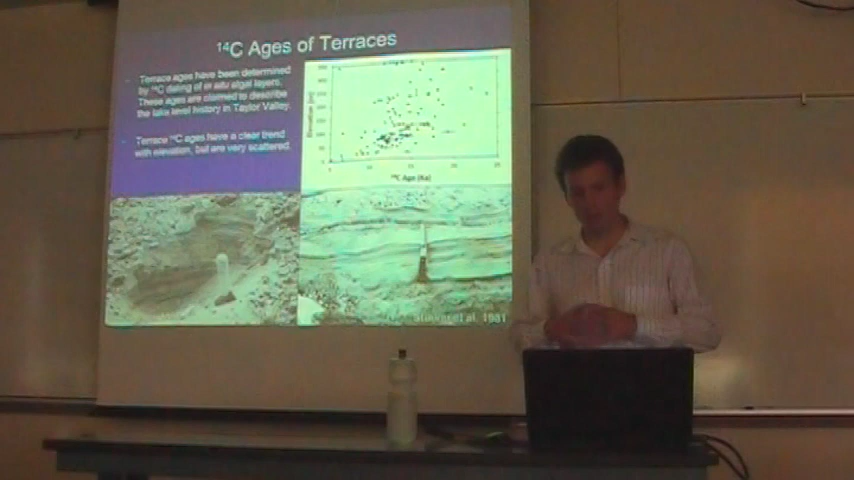 ¹⁴C Ages of Terraces
- Terrace ages have been determined
by ¹⁴C dating of in situ algal layers.
These ages are claimed to describe
the lake level history in Taylor Valley.
- Terrace ¹⁴C ages have a clear trend
with elevation, but are very scattered.
¹⁴C Age (Ka)
et al. 1981